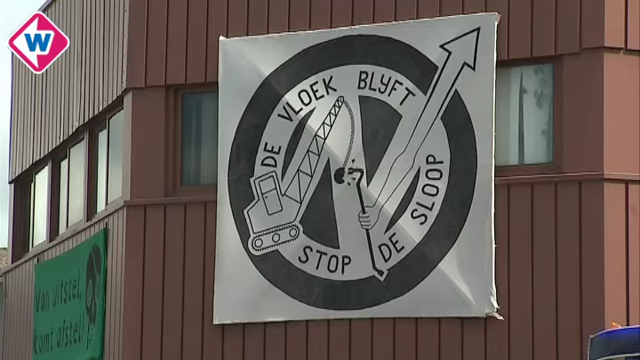 W
DE VLOEK BLYFT
STOP DE SLOOP
Van uitstel,
komt afstel!